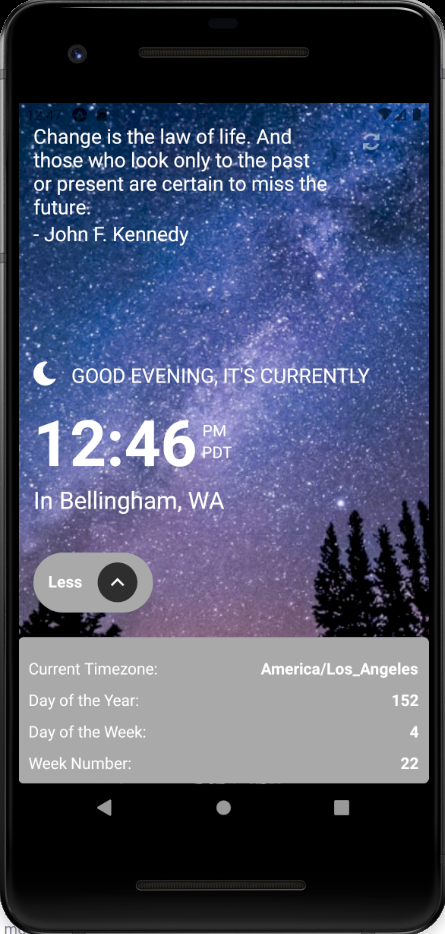 Change is the law of life. And
those who look only to the past
or present are certain to miss the
future.
- John F. Kennedy
GOOD EVENING, IT'S CURRENTLY
12:46 PM
PDT
In Bellingham, WA
Less
Current Timezone: America/Los_Angeles
Day of the Year: 152
Day of the Week: 4
Week Number: 22